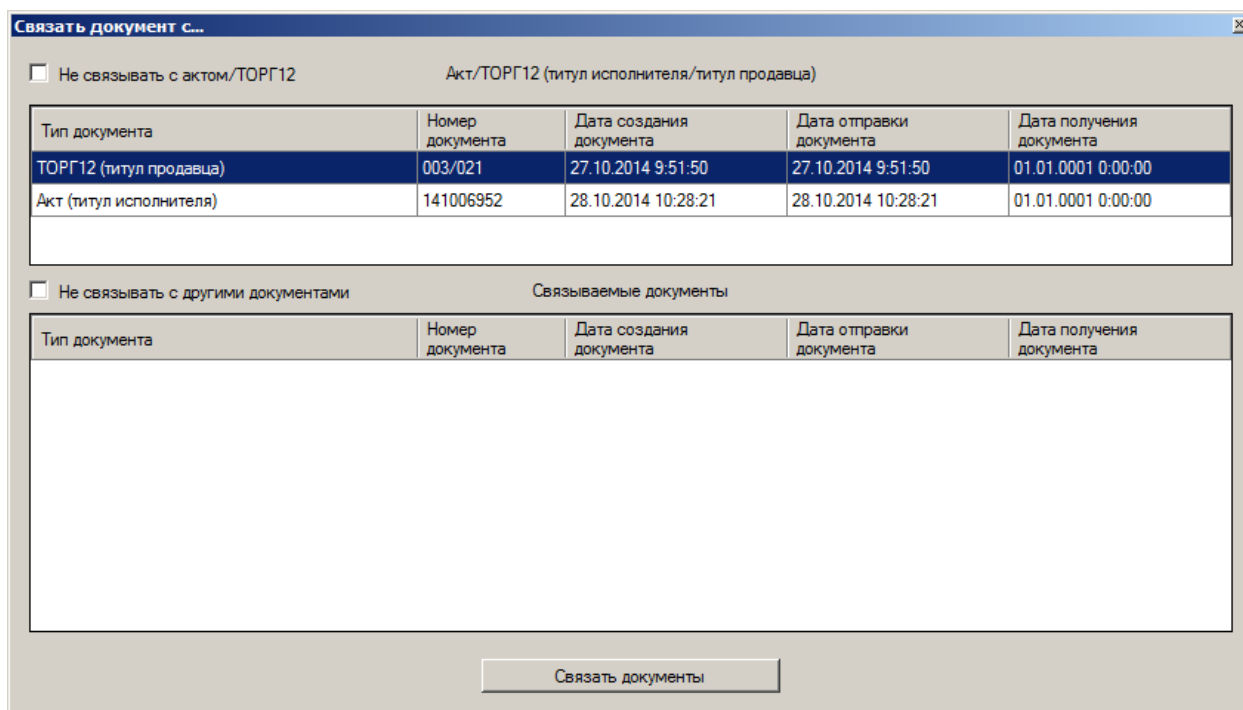 Связать документ с...
Не связывать с актом/ТОРГ12 Акт/ТОРГ12 (титул исполнителя/титул продавца)
Тип документа Номер документа Дата создания документа Дата отправки документа Дата получения документа
ТОРГ12 (титул продавца) 003/021 27.10.2014 9:51:50 27.10.2014 9:51:50 01.01.0001 0:00:00
Акт (титул исполнителя) 141006952 28.10.2014 10:28:21 28.10.2014 10:28:21 01.01.0001 0:00:00
Не связывать с другими документами Связываемые документы
Тип документа Номер документа Дата создания документа Дата отправки документа Дата получения документа
Связать документы